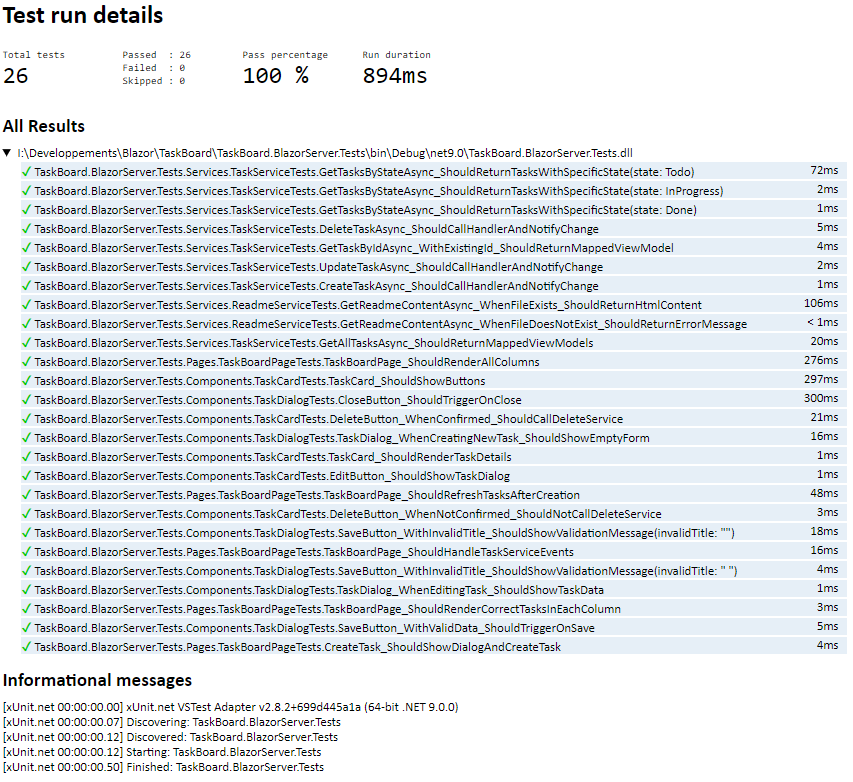 Test run details
Total tests
26
Passed : 26
Failed : 0
Skipped : 0
Pass percentage
100 %
Run duration
894ms
All Results
I:\Developpements\Blazor\TaskBoard\TaskBoard.BlazorServer.Tests\bin\Debug\net9.0\TaskBoard.BlazorServer.Tests.dll
✓ TaskBoard.BlazorServer.Tests.Services.TaskServiceTests.GetTasksByStateAsync_ShouldReturnTasksWithSpecificState(state: Todo) 72ms
✓ TaskBoard.BlazorServer.Tests.Services.TaskServiceTests.GetTasksByStateAsync_ShouldReturnTasksWithSpecificState(state: InProgress) 2ms
✓ TaskBoard.BlazorServer.Tests.Services.TaskServiceTests.GetTasksByStateAsync_ShouldReturnTasksWithSpecificState(state: Done) 1ms
✓ TaskBoard.BlazorServer.Tests.Services.TaskServiceTests.DeleteTaskAsync_ShouldCallHandlerAndNotifyChange 5ms
✓ TaskBoard.BlazorServer.Tests.Services.TaskServiceTests.GetTaskByIdAsync_WithExistingId_ShouldReturnMappedViewModel 4ms
✓ TaskBoard.BlazorServer.Tests.Services.TaskServiceTests.UpdateTaskAsync_ShouldCallHandlerAndNotifyChange 2ms
✓ TaskBoard.BlazorServer.Tests.Services.TaskServiceTests.CreateTaskAsync_ShouldCallHandlerAndNotifyChange 1ms
✓ TaskBoard.BlazorServer.Tests.Services.ReadmeServiceTests.GetReadmeContentAsync_WhenFileExists_ShouldReturnHtmlContent 106ms
✓ TaskBoard.BlazorServer.Tests.Services.ReadmeServiceTests.GetReadmeContentAsync_WhenFileDoesNotExist_ShouldReturnErrorMessage < 1ms
✓ TaskBoard.BlazorServer.Tests.Services.TaskServiceTests.GetAllTasksAsync_ShouldReturnMappedViewModels 20ms
✓ TaskBoard.BlazorServer.Tests.Pages.TaskBoardPageTests.TaskBoardPage_ShouldRenderAllColumns 276ms
✓ TaskBoard.BlazorServer.Tests.Components.TaskCardTests.TaskCard_ShouldShowButtons 297ms
✓ TaskBoard.BlazorServer.Tests.Components.TaskDialogTests.CloseButton_ShouldTriggerOnClose 300ms
✓ TaskBoard.BlazorServer.Tests.Components.TaskCardTests.DeleteButton_WhenConfirmed_ShouldCallDeleteService 21ms
✓ TaskBoard.BlazorServer.Tests.Components.TaskDialogTests.TaskDialog_WhenCreatingNewTask_ShouldShowEmptyForm 16ms
✓ TaskBoard.BlazorServer.Tests.Components.TaskCardTests.TaskCard_ShouldRenderTaskDetails 1ms
✓ TaskBoard.BlazorServer.Tests.Components.TaskCardTests.EditButton_ShouldShowTaskDialog 1ms
✓ TaskBoard.BlazorServer.Tests.Pages.TaskBoardPageTests.TaskBoardPage_ShouldRefreshTasksAfterCreation 48ms
✓ TaskBoard.BlazorServer.Tests.Components.TaskCardTests.DeleteButton_WhenNotConfirmed_ShouldNotCallDeleteService 3ms
✓ TaskBoard.BlazorServer.Tests.Components.TaskDialogTests.SaveButton_WithInvalidTitle_ShouldShowValidationMessage(invalidTitle: "") 18ms
✓ TaskBoard.BlazorServer.Tests.Pages.TaskBoardPageTests.TaskBoardPage_ShouldHandleTaskServiceEvents 16ms
✓ TaskBoard.BlazorServer.Tests.Components.TaskDialogTests.SaveButton_WithInvalidTitle_ShouldShowValidationMessage(invalidTitle: " ") 4ms
✓ TaskBoard.BlazorServer.Tests.Components.TaskDialogTests.TaskDialog_WhenEditingTask_ShouldShowTaskData 1ms
✓ TaskBoard.BlazorServer.Tests.Pages.TaskBoardPageTests.TaskBoardPage_ShouldRenderCorrectTasksInEachColumn 3ms
✓ TaskBoard.BlazorServer.Tests.Components.TaskDialogTests.SaveButton_WithValidData_ShouldTriggerOnSave 5ms
✓ TaskBoard.BlazorServer.Tests.Pages.TaskBoardPageTests.CreateTask_ShouldShowDialogAndCreateTask 4ms
Informational messages
[xUnit.net 00:00:00.00] xUnit.net VSTest Adapter v2.8.2+699d445a1a (64-bit .NET 9.0.0)
[xUnit.net 00:00:00.07] Discovering: TaskBoard.BlazorServer.Tests
[xUnit.net 00:00:00.12] Discovered: TaskBoard.BlazorServer.Tests
[xUnit.net 00:00:00.12] Starting: TaskBoard.BlazorServer.Tests
[xUnit.net 00:00:00.50] Finished: TaskBoard.BlazorServer.Tests